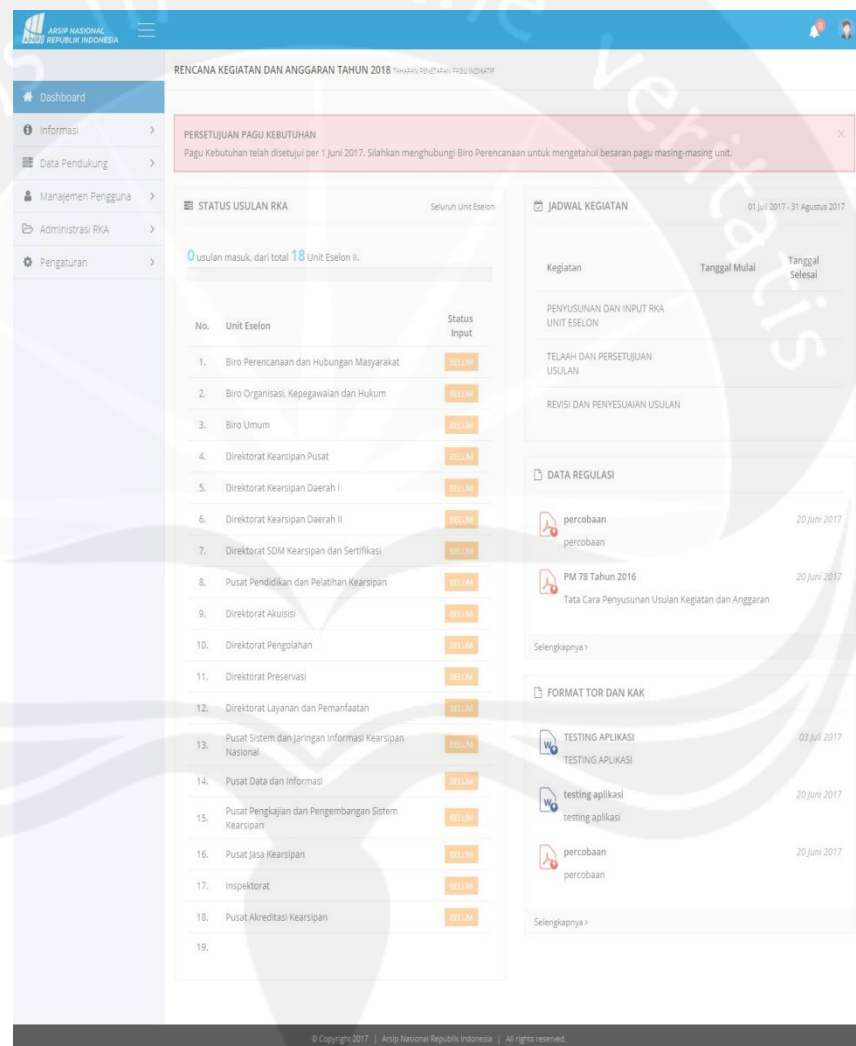 ARSIP NASIONAL
REPUBLIK INDONESIA
0
RENCANA KEGIATAN DAN ANGGARAN TAHUN 2018 TAHAPAN PENETAPAN PAGU INDIKATIF
Dashboard
Informasi
Data Pendukung
Manajemen Pengguna
Administrasi RKA
Pengaturan
PERSETUJUAN PAGU KEBUTUHAN
Pagu Kebutuhan telah disetujui per 1 Juni 2017. Silahkan menghubungi Biro Perencanaan untuk mengetahui besaran pagu masing-masing unit.
STATUS USULAN RKA Seluruh Unit Eselon
0 usulan masuk, dari total 18 Unit Eselon II.
No. Unit Eselon Status
Input
1. Biro Perencanaan dan Hubungan Masyarakat BELUM
2. Biro Organisasi, Kepegawaian dan Hukum BELUM
3. Biro Umum BELUM
4. Direktorat Kearsipan Pusat BELUM
5. Direktorat Kearsipan Daerah I BELUM
6. Direktorat Kearsipan Daerah II BELUM
7. Direktorat SDM Kearsipan dan Sertifikasi BELUM
8. Pusat Pendidikan dan Pelatihan Kearsipan BELUM
9. Direktorat Akuisisi BELUM
10. Direktorat Pengolahan BELUM
11. Direktorat Preservasi BELUM
12. Direktorat Layanan dan Pemanfaatan BELUM
13. Pusat Sistem dan Jaringan Informasi Kearsipan
Nasional BELUM
14. Pusat Data dan Informasi BELUM
15. Pusat Pengkajian dan Pengembangan Sistem
Kearsipan BELUM
16. Pusat Jasa Kearsipan BELUM
17. Inspektorat BELUM
18. Pusat Akreditasi Kearsipan BELUM
19.
JADWAL KEGIATAN 01 Juli 2017 - 31 Agustus 2017
Kegiatan Tanggal Mulai Tanggal
Selesai
PENYUSUNAN DAN INPUT RKA
UNIT ESELON
TELAAH DAN PERSETUJUAN
USULAN
REVISI DAN PENYESUAIAN USULAN
DATA REGULASI
percobaan 20 Juni 2017
percobaan
PM 78 Tahun 2016 20 Juni 2017
Tata Cara Penyusunan Usulan Kegiatan dan Anggaran
Selengkapnya >
FORMAT TOR DAN KAK
TESTING APLIKASI 03 Juli 2017
TESTING APLIKASI
testing aplikasi 20 Juni 2017
testing aplikasi
percobaan 20 Juni 2017
percobaan
Selengkapnya >
© Copyright 2017 | Arsip Nasional Republik Indonesia | All rights reserved.
veritatis